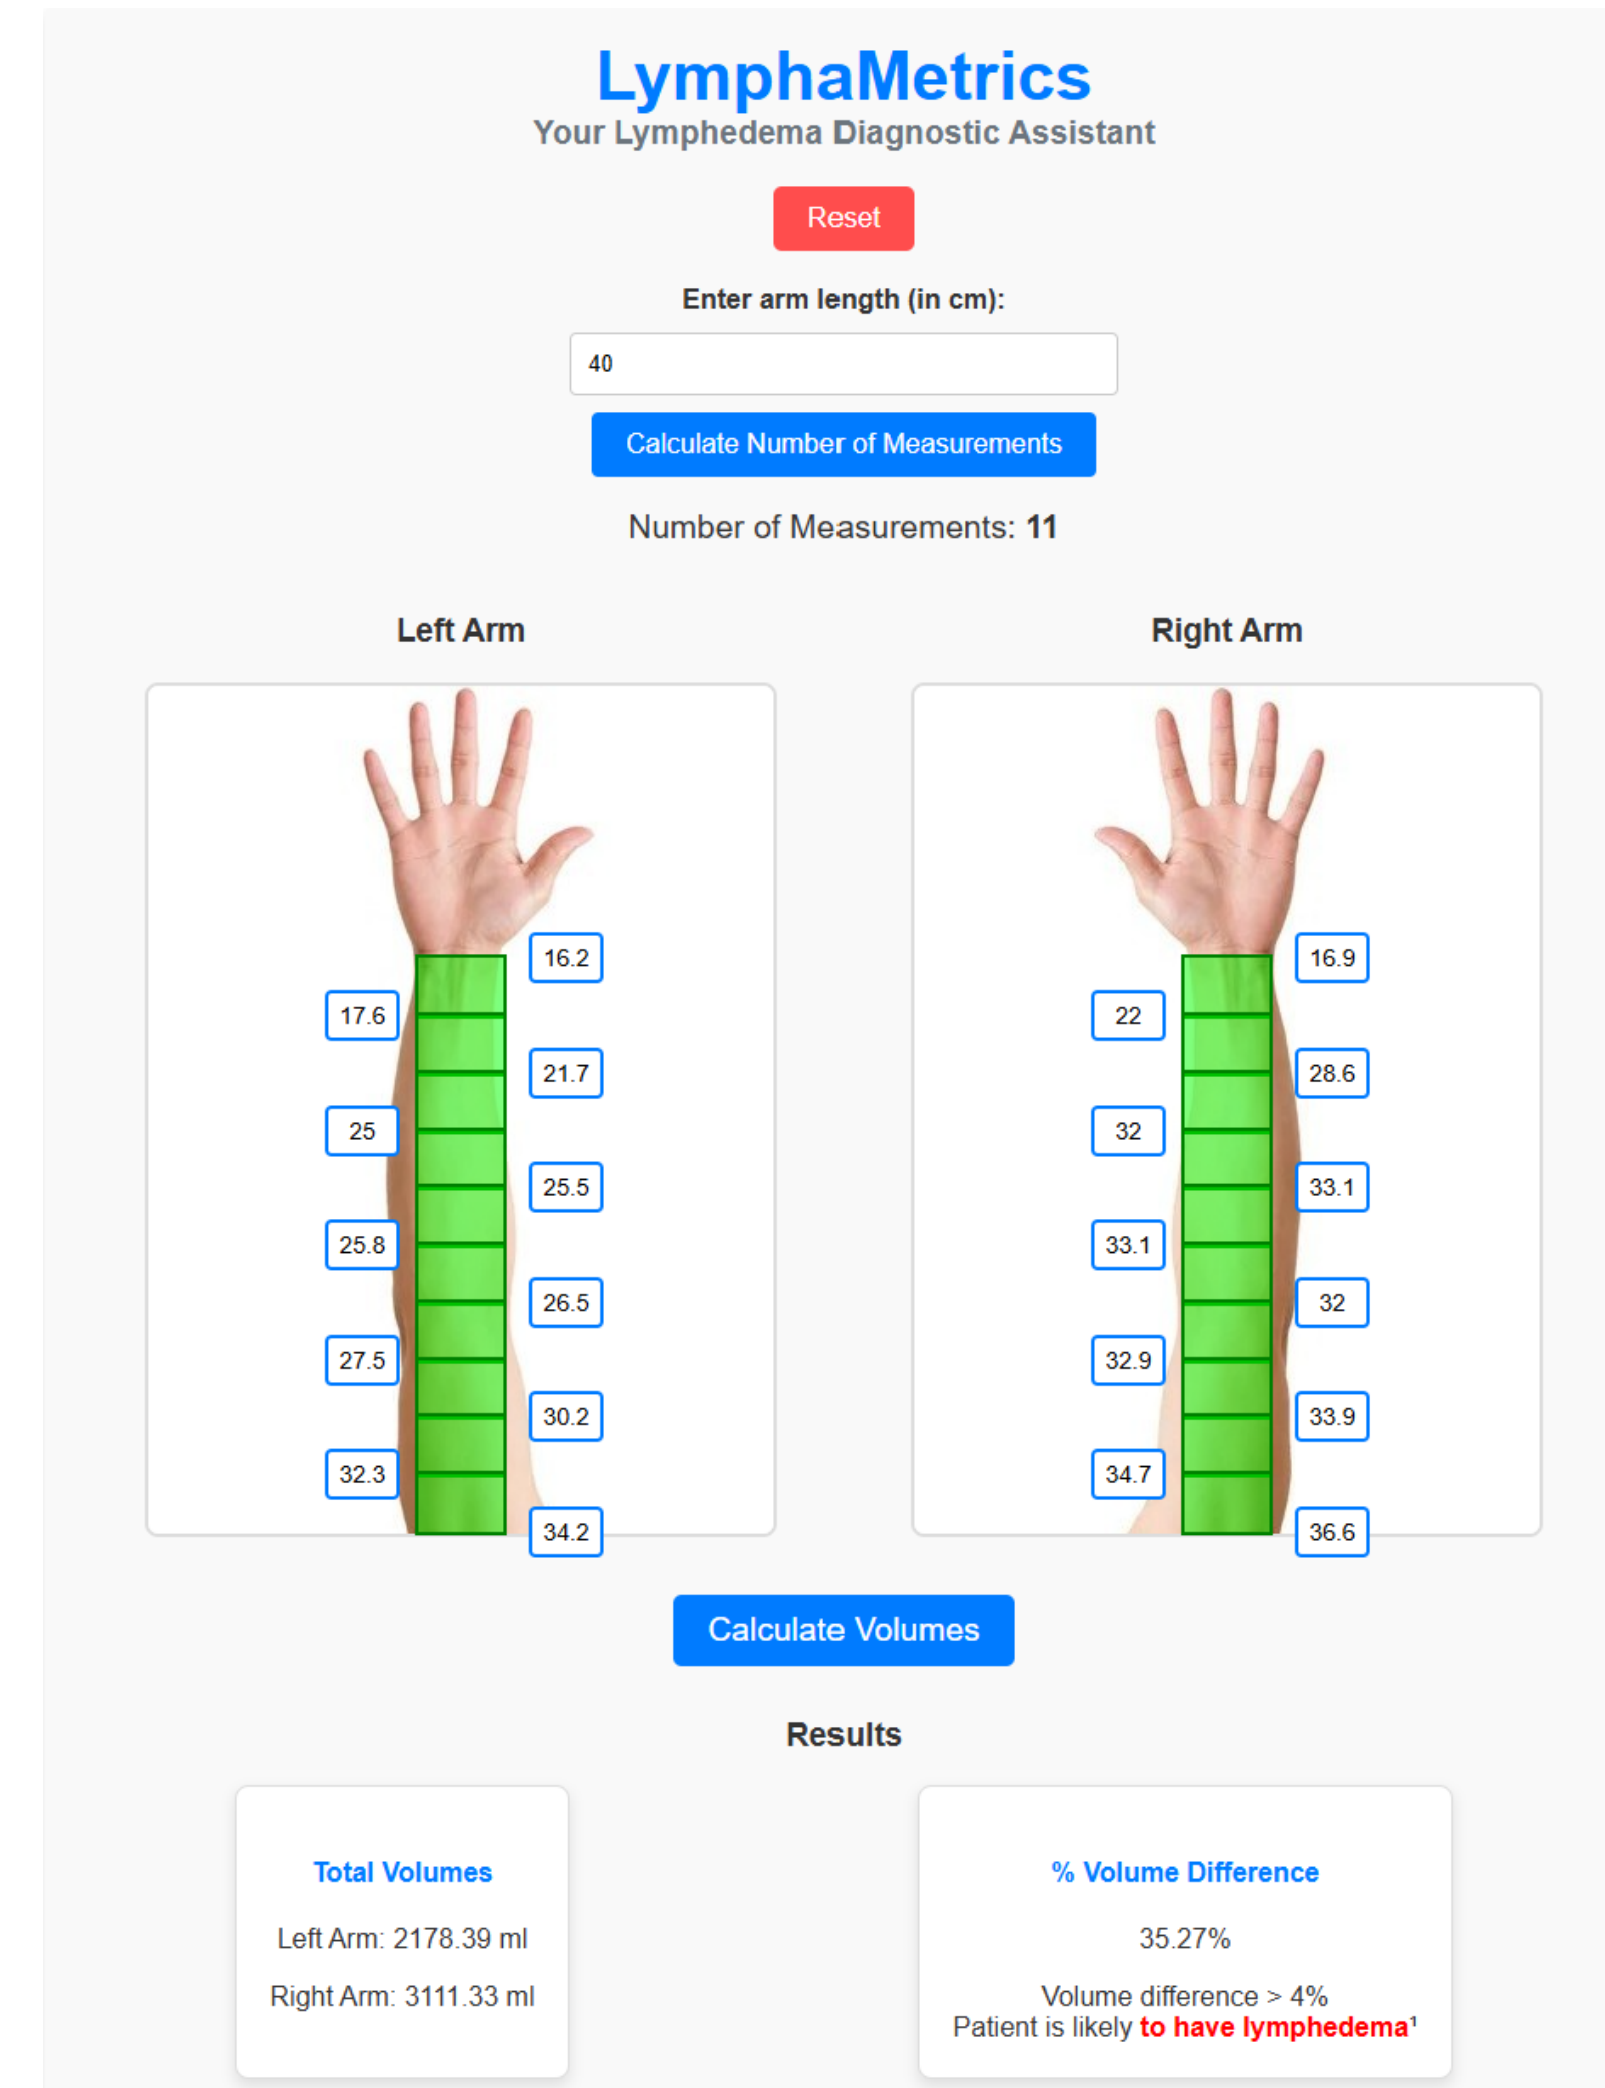 LymphaMetrics
Your Lymphedema Diagnostic Assistant
Reset
Enter arm length (in cm):
40
Calculate Number of Measurements
Number of Measurements: 11
Left Arm
16.2
17.6
21.7
25
25.5
25.8
26.5
27.5
30.2
32.3
34.2
Right Arm
16.9
22
28.6
32
33.1
33.1
32
32.9
33.9
34.7
36.6
Calculate Volumes
Results
Total Volumes
Left Arm: 2178.39 ml
Right Arm: 3111.33 ml
% Volume Difference
35.27%
Volume difference > 4%
Patient is likely to have lymphedema¹